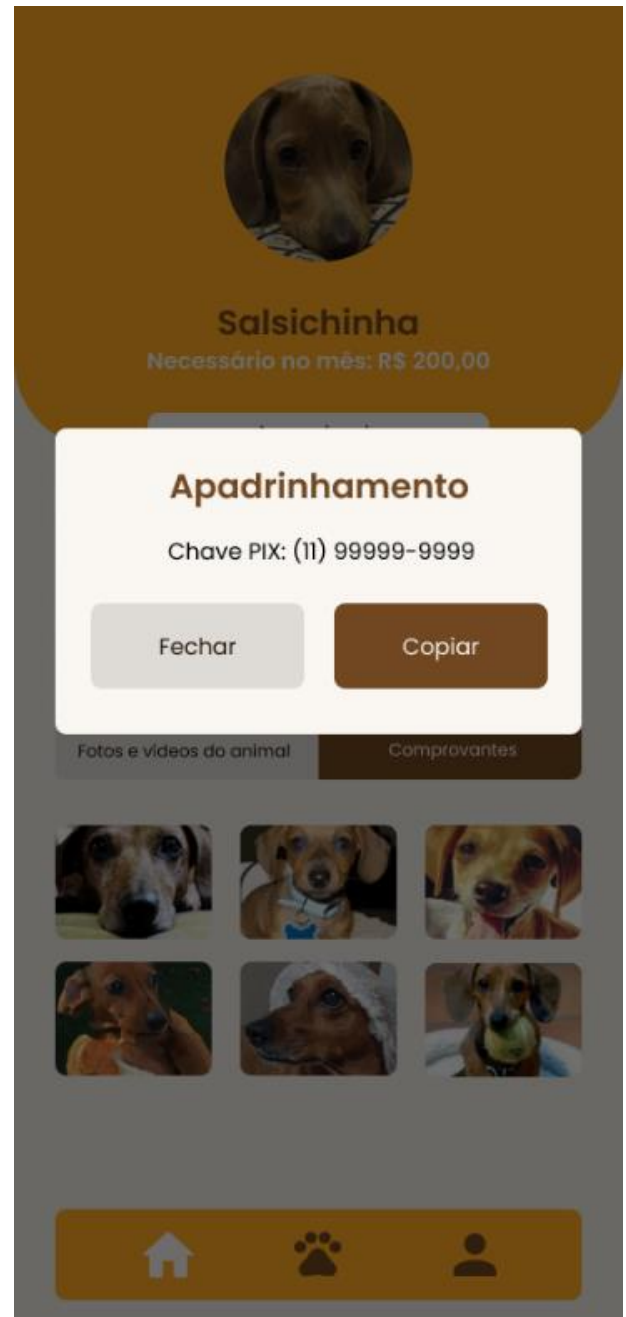 Salsichinha
Necessário no mês: R$ 200,00
Apadrinhamento
Chave PIX: (11) 99999-9999
Fechar
Copiar
Fotos e vídeos do animal
Comprovantes